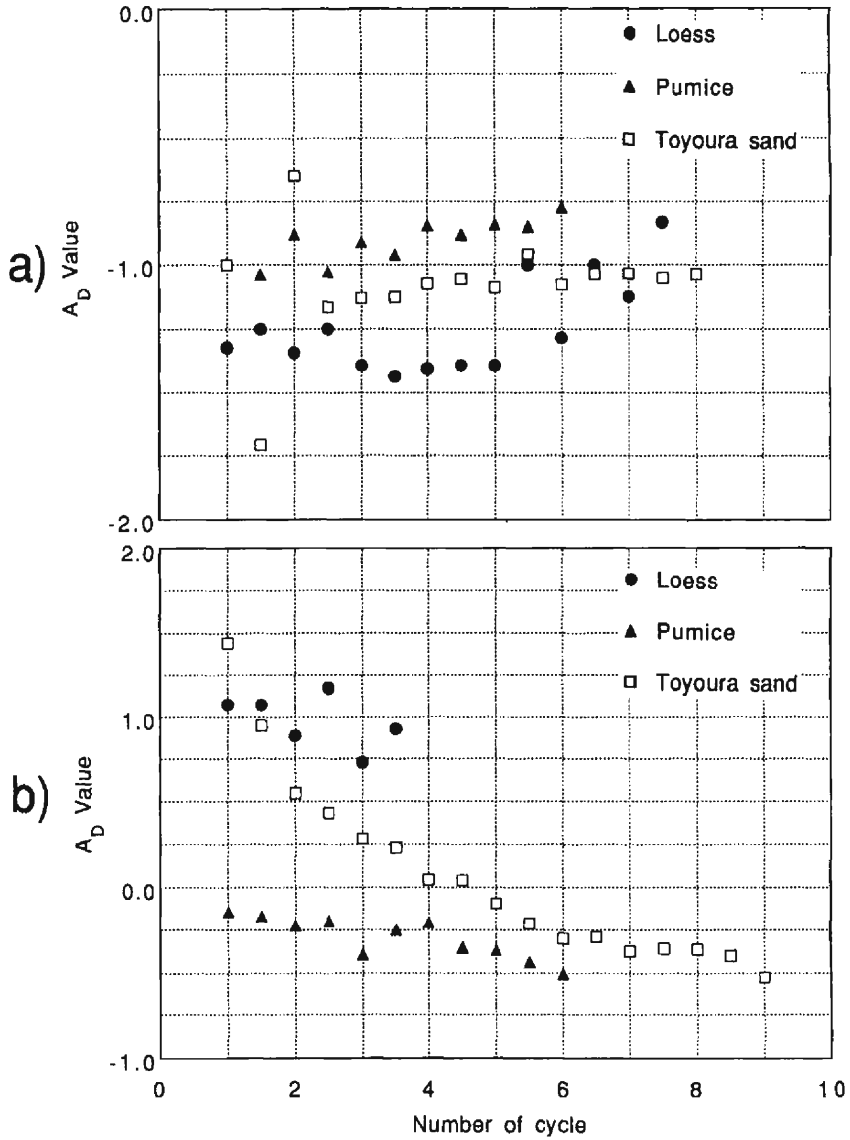 0.0
Loess
Pumice
Toyoura sand
a)
A_D Value
-1.0
-2.0
2.0
Loess
Pumice
Toyoura sand
1.0
b)
A_D Value
0.0
-1.0
0 2 4 6 8 10
Number of cycle